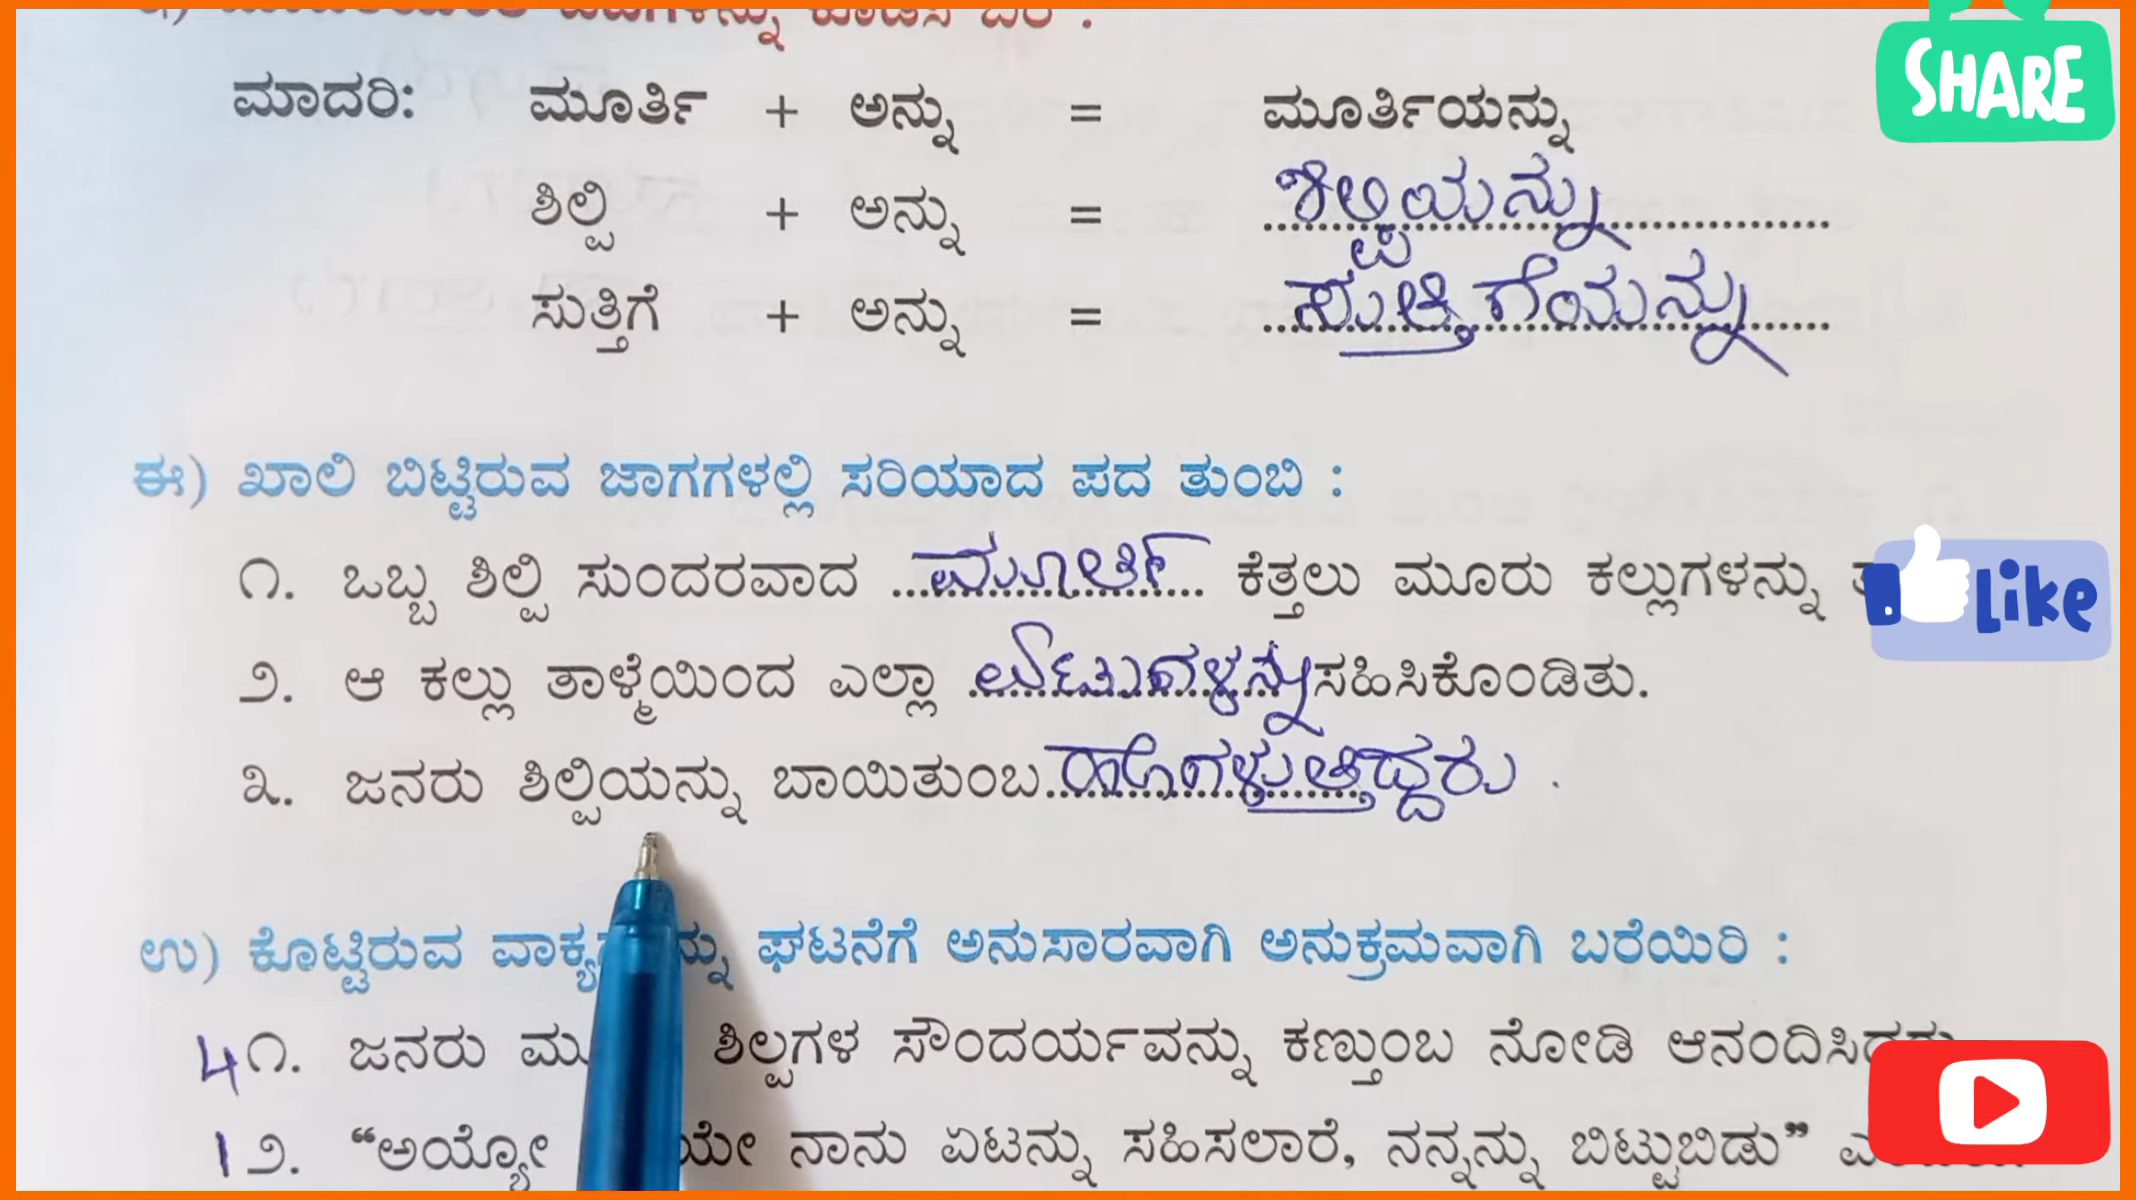 ಪದಗಳನ್ನು ಕೂಡಿಸಿ ಬರೆ :
SHARE
ಮಾದರಿ: ಮೂರ್ತಿ + ಅನ್ನು = ಮೂರ್ತಿಯನ್ನು
ಶಿಲ್ಪಿ + ಅನ್ನು = ಶಿಲ್ಪಿಯನ್ನು
ಸುತ್ತಿಗೆ + ಅನ್ನು = ಸುತ್ತಿಗೆಯನ್ನು
ಈ) ಖಾಲಿ ಬಿಟ್ಟಿರುವ ಜಾಗಗಳಲ್ಲಿ ಸರಿಯಾದ ಪದ ತುಂಬಿ :
೧. ಒಬ್ಬ ಶಿಲ್ಪಿ ಸುಂದರವಾದ ಮೂರ್ತಿ ಕೆತ್ತಲು ಮೂರು ಕಲ್ಲುಗಳನ್ನು
Like
೨. ಆ ಕಲ್ಲು ತಾಳ್ಮೆಯಿಂದ ಎಲ್ಲಾ ಏಟುಗಳನ್ನು ಸಹಿಸಿಕೊಂಡಿತು.
೩. ಜನರು ಶಿಲ್ಪಿಯನ್ನು ಬಾಯಿತುಂಬ ಹೊಗಳುತ್ತಿದ್ದರು .
ಉ) ಕೊಟ್ಟಿರುವ ಘಟನೆಗೆ ಅನುಸಾರವಾಗಿ ಅನುಕ್ರಮವಾಗಿ ಬರೆಯಿರಿ :
4 ೧. ಜನರು ಶಿಲ್ಪಗಳ ಸೌಂದರ್ಯವನ್ನು ಕಣ್ತುಂಬ ನೋಡಿ
1 ೨. “ಅಯ್ಯೋ ನಾನು ಏಟನ್ನು ಸಹಿಸಲಾರೆ, ನನ್ನನ್ನು ಬಿಟ್ಟುಬಿಡು”